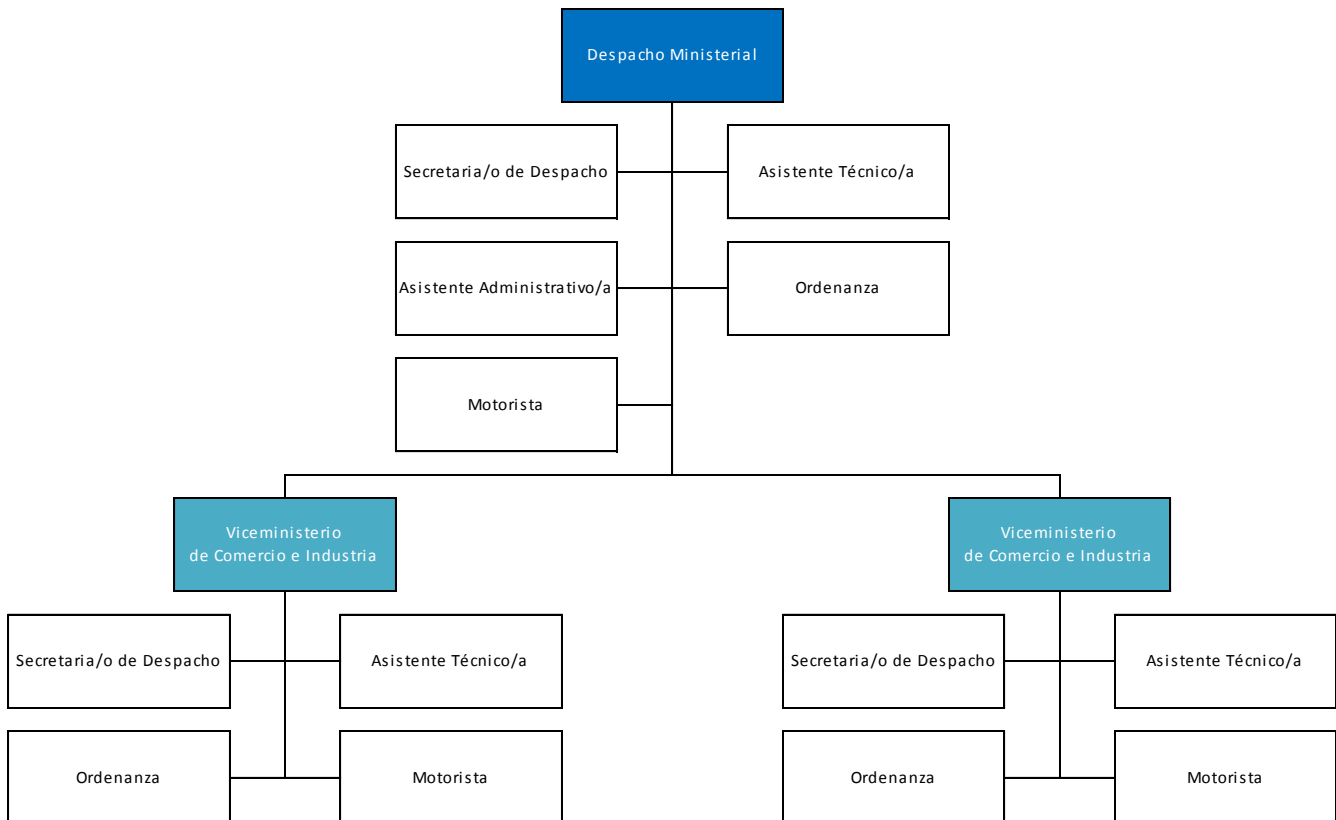 Despacho Ministerial
Secretaria/o de Despacho
Asistente Técnico/a
Asistente Administrativo/a
Ordenanza
Motorista
Viceministerio
de Comercio e Industria
Viceministerio
de Comercio e Industria
Secretaria/o de Despacho
Asistente Técnico/a
Secretaria/o de Despacho
Asistente Técnico/a
Ordenanza
Motorista
Ordenanza
Motorista